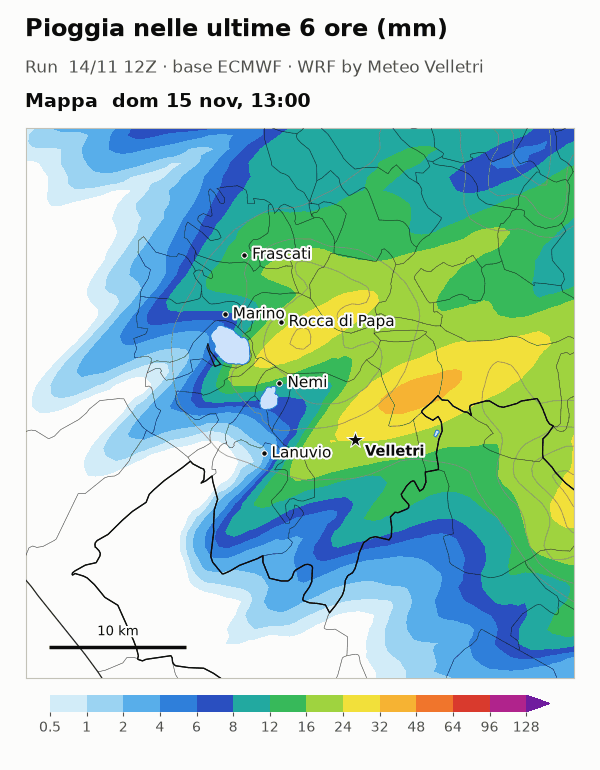 Pioggia nelle ultime 6 ore (mm)
Run 14/11 12Z · base ECMWF · WRF by Meteo Velletri
Mappa dom 15 nov, 13:00
Frascati
Marino
Rocca di Papa
Nemi
Velletri
Lanuvio
10 km
0.5 1 2 4 6 8 12 16 24 32 48 64 96 128